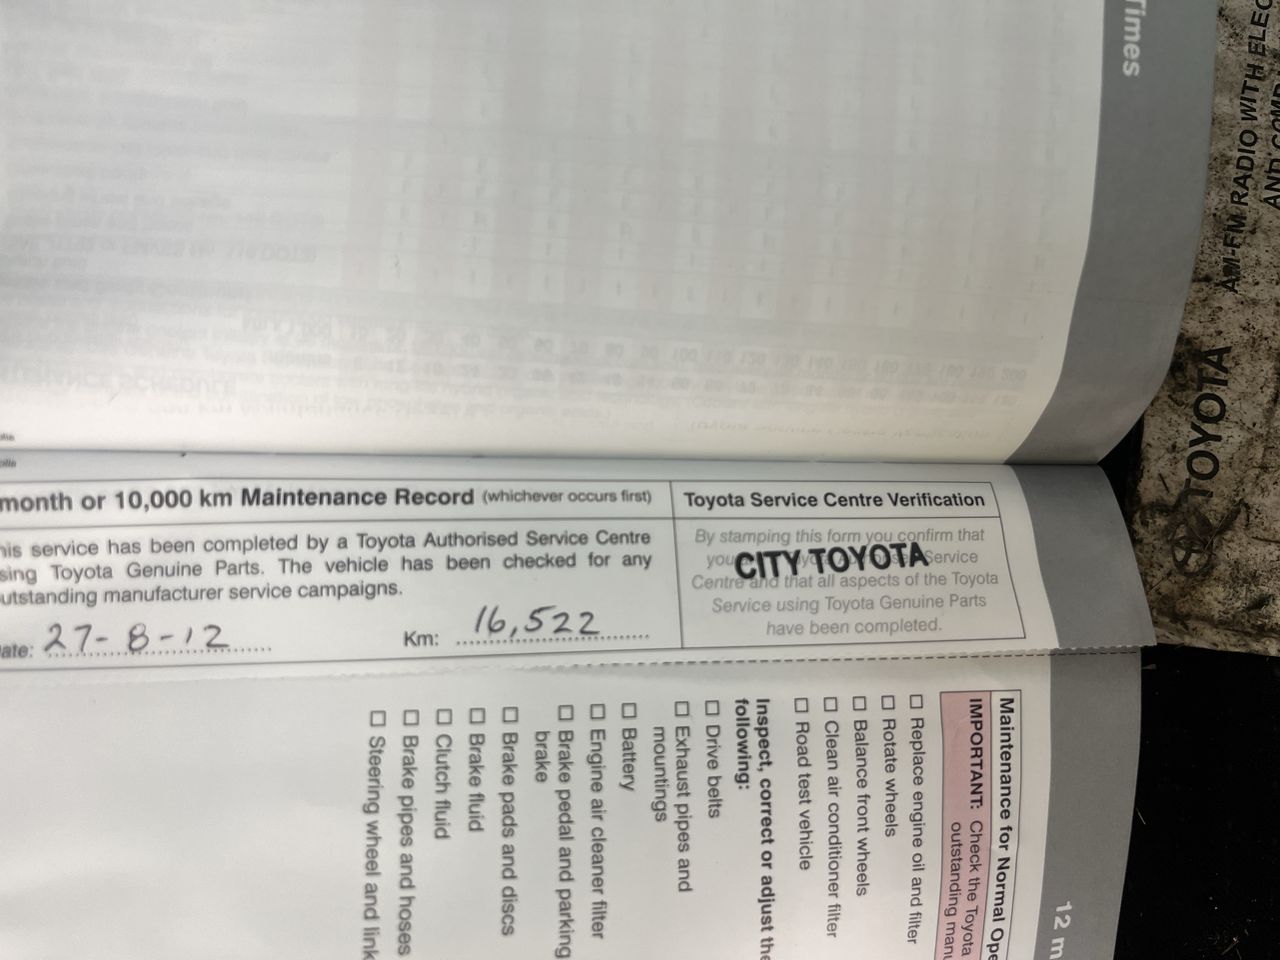 Times
AM-FM RADIO WITH ELEC
AND COMP
TOYOTA
month or 10,000 km Maintenance Record (whichever occurs first)
his service has been completed by a Toyota Authorised Service Centre
sing Toyota Genuine Parts. The vehicle has been checked for any
utstanding manufacturer service campaigns.
ate: 27-8-12 Km: 16,522
Toyota Service Centre Verification
By stamping this form you confirm that
CITY TOYOTA
Service
Centre and that all aspects of the Toyota
Service using Toyota Genuine Parts
have been completed.
12 m
Maintenance for Normal Ope
IMPORTANT: Check the Toyota
outstanding manu
☐ Replace engine oil and filter
☐ Rotate wheels
☐ Balance front wheels
☐ Clean air conditioner filter
☐ Road test vehicle
Inspect, correct or adjust the
following:
☐ Drive belts
☐ Exhaust pipes and
mountings
☐ Battery
☐ Engine air cleaner filter
☐ Brake pedal and parking
brake
☐ Brake pads and discs
☐ Brake fluid
☐ Clutch fluid
☐ Brake pipes and hoses
☐ Steering wheel and link